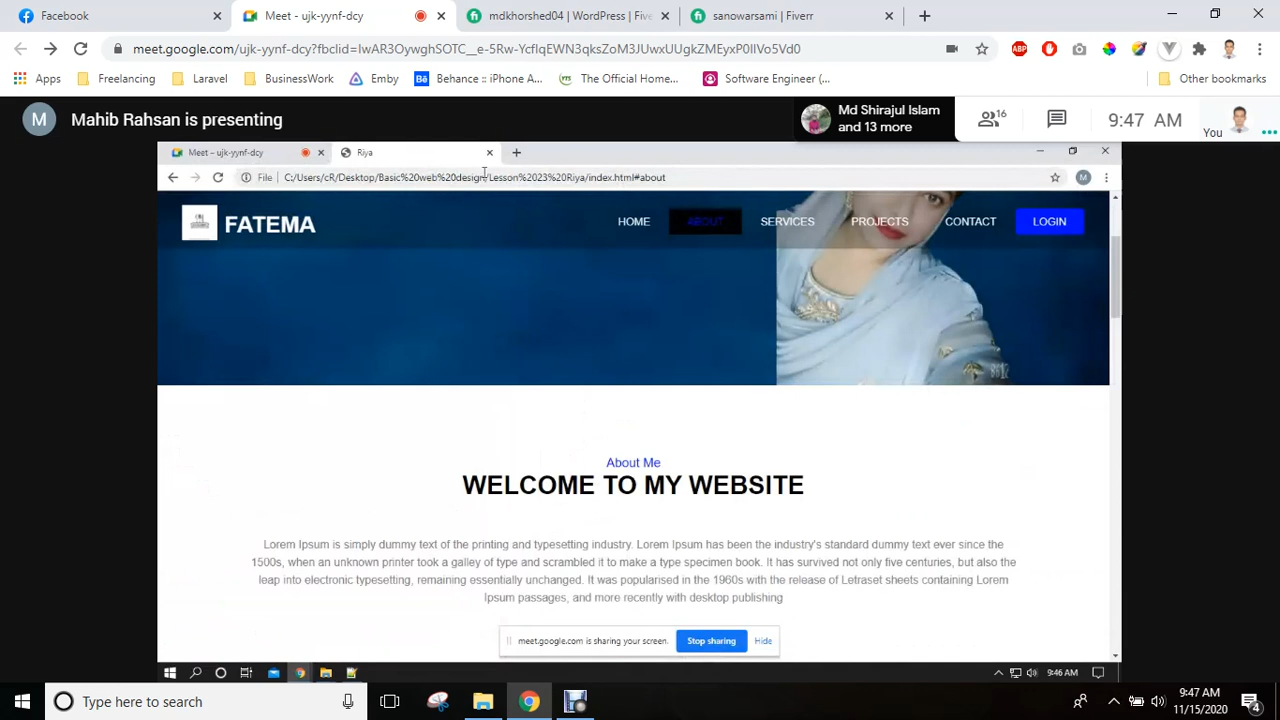 Facebook
Meet - ujk-yynf-dcy
mdkhorshed04 | WordPress | Five
sanowarsami | Fiverr
meet.google.com/ujk-yynf-dcy?fbclid=
Apps
Freelancing
Laravel
BusinessWork
Emby
Behance :: iPhone A...
The Official Home...
Software Engineer (...
Other bookmarks
M
Mahib Rahsan is presenting
Md Shirajul Islam
and 13 more
16
9:47 AM
You
Meet - ujk-yynf-dcy
Riya
File
C:/Users/cR/Desktop/Basic%20web%20design/Lesson%2023%20Riya/index.html#about
M
FATEMA
HOME
ABOUT
SERVICES
PROJECTS
CONTACT
LOGIN
About Me
WELCOME TO MY WEBSITE
Lorem Ipsum is simply dummy text of the printing and typesetting industry. Lorem Ipsum has been the industry's standard dummy text ever since the
1500s, when an unknown printer took a galley of type and scrambled it to make a type specimen book. It has survived not only five centuries, but also the
leap into electronic typesetting, remaining essentially unchanged. It was popularised in the 1960s with the release of Letraset sheets containing Lorem
Ipsum passages, and more recently with desktop publishing
meet.google.com is sharing your screen.
Stop sharing
Hide
9:46 AM
Type here to search
9:47 AM
11/15/2020
4